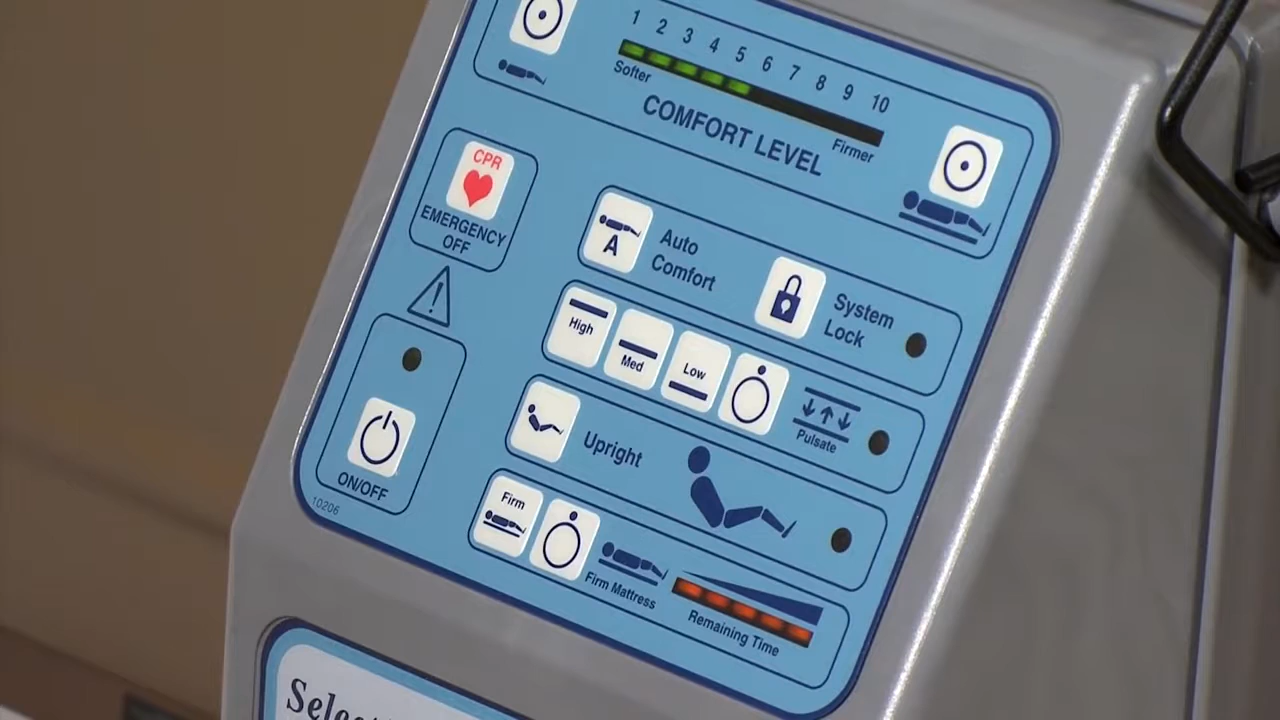 1 2 3 4 5 6 7 8 9 10
Softer
Firmer
COMFORT LEVEL
CPR
EMERGENCY
OFF
A
Auto
Comfort
System
Lock
High
Med
Low
Pulsate
ON/OFF
Upright
10206
Firm
Firm Mattress
Remaining Time